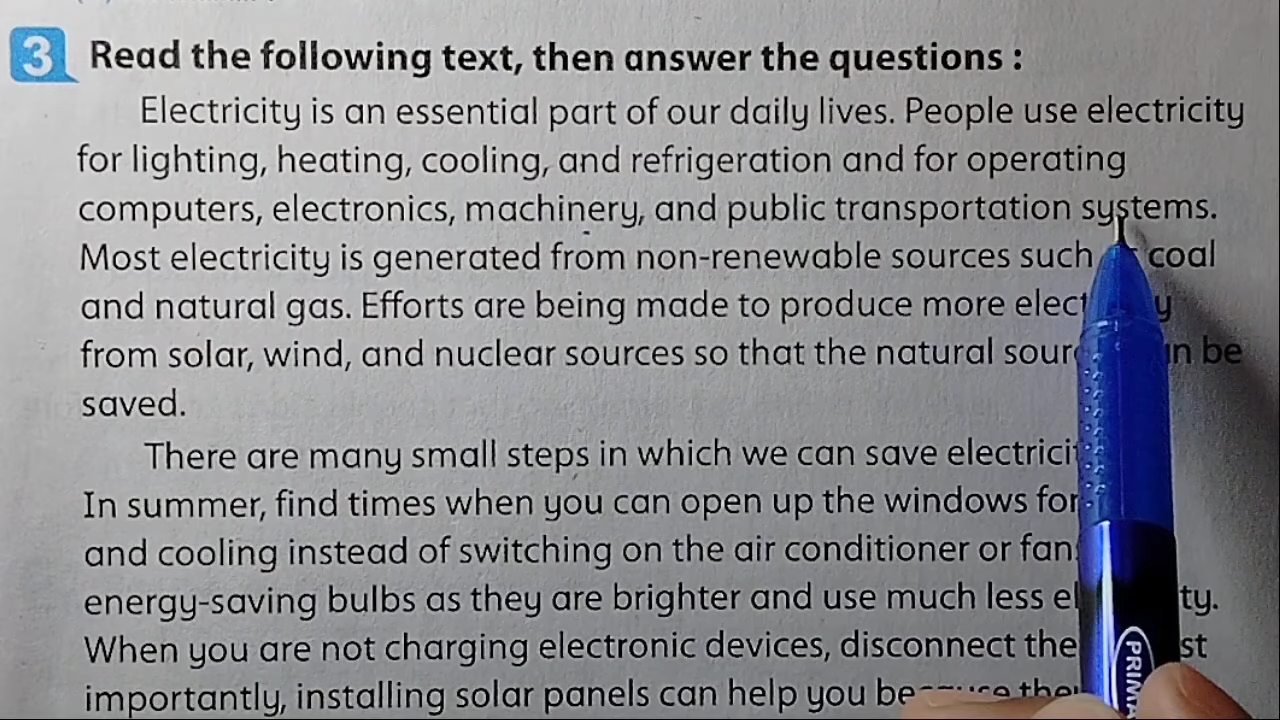 3 Read the following text, then answer the questions :
Electricity is an essential part of our daily lives. People use electricity
for lighting, heating, cooling, and refrigeration and for operating
computers, electronics, machinery, and public transportation systems.
Most electricity is generated from non-renewable sources such coal
and natural gas. Efforts are being made to produce more
from solar, wind, and nuclear sources so that the natural be
saved.
There are many small steps in which we can save
In summer, find times when you can open up the windows for
and cooling instead of switching on the air conditioner or
energy-saving bulbs as they are brighter and use much less
When you are not charging electronic devices, disconnect
importantly, installing solar panels can help you
PRIMA